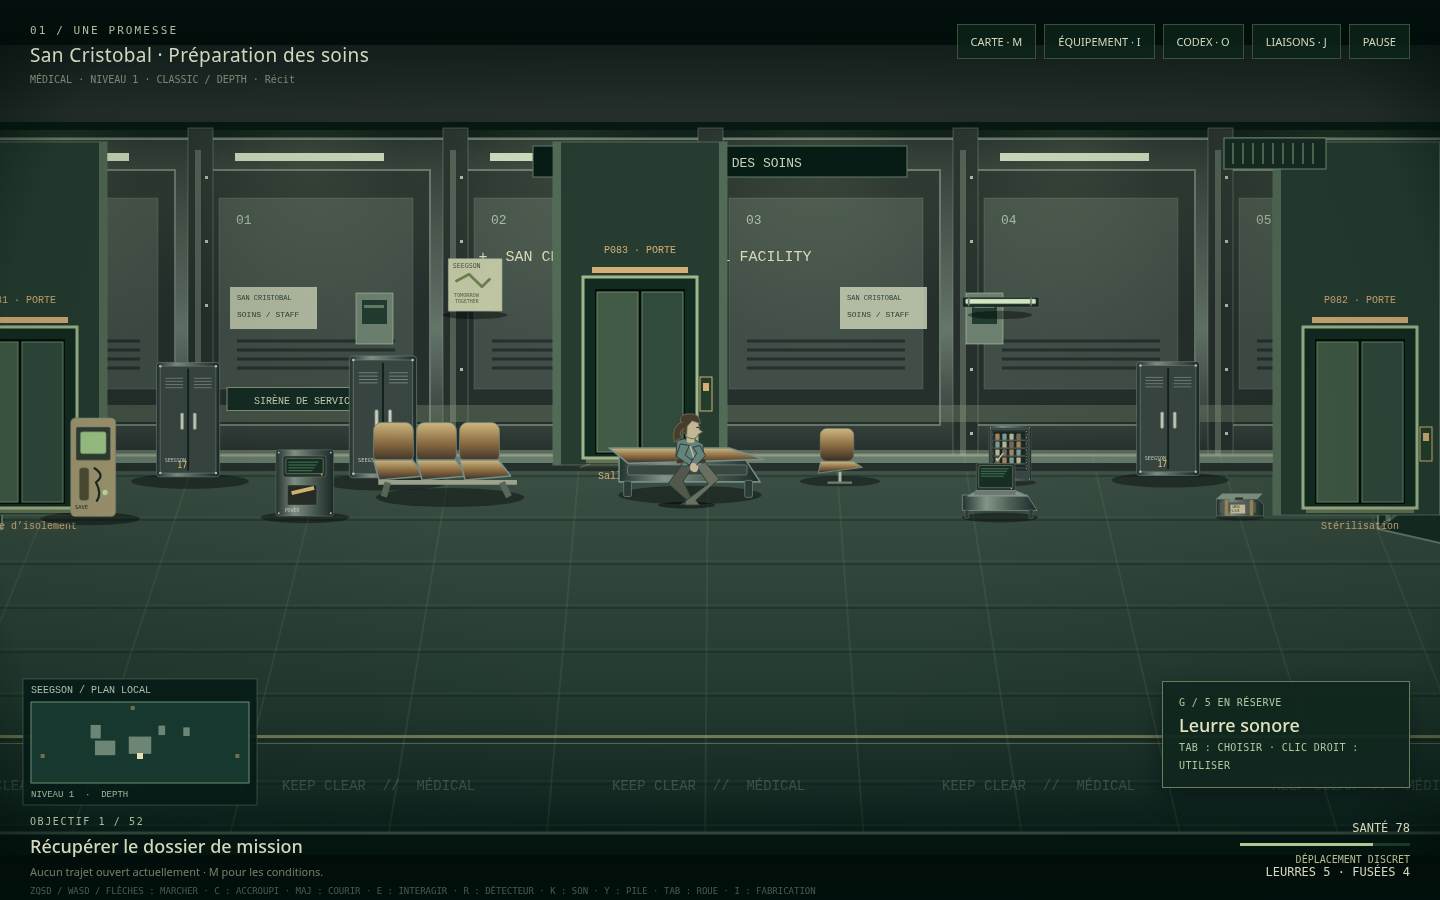 01 / UNE PROMESSE
San Cristobal · Préparation des soins
MÉDICAL · NIVEAU 1 · CLASSIC / DEPTH · Récit
CARTE · M
ÉQUIPEMENT · I
CODEX · O
LIAISONS · J
PAUSE
DES SOINS
01
02
03
04
05
+ SAN C
FACILITY
P083 · PORTE
1 · PORTE
P082 · PORTE
SEEGSON
TOMORROW
TOGETHER
SAN CRISTOBAL
SOINS / STAFF
SAN CRISTOBAL
SOINS / STAFF
SIRÈNE DE SERVIC
SEEGSON
17
SEEGS
SEEGSON
17
SAVE
POWER
Sal
e d'isolement
Stérilisation
SEEGSON / PLAN LOCAL
NIVEAU 1 · DEPTH
KEEP CLEAR // MÉDICAL
KEEP CLEAR // MÉDICAL
KEEP CLEAR // MÉDICAL
G / 5 EN RÉSERVE
Leurre sonore
TAB : CHOISIR · CLIC DROIT :
UTILISER
OBJECTIF 1 / 52
Récupérer le dossier de mission
Aucun trajet ouvert actuellement · M pour les conditions.
ZQSD / WASD / FLÈCHES : MARCHER · C : ACCROUPI · MAJ : COURIR · E : INTERAGIR · R : DÉTECTEUR · K : SON · Y : PILE · TAB : ROUE · I : FABRICATION
SANTÉ 78
DÉPLACEMENT DISCRET
LEURRES 5 · FUSÉES 4